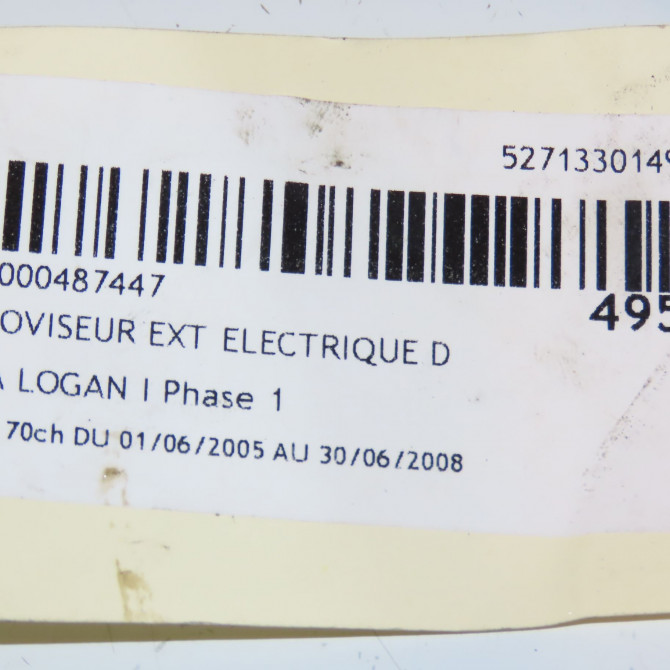 527133014
000487447
495
OVISEUR EXT ELECTRIQUE D
A LOGAN I Phase 1
70ch DU 01/06/2005 AU 30/06/2008